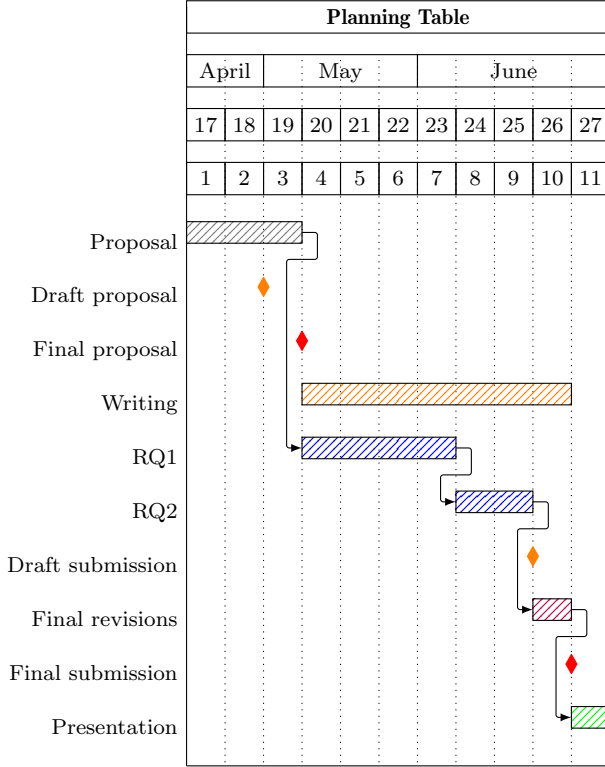 Planning Table
April May June
17 18 19 20 21 22 23 24 25 26 27
1 2 3 4 5 6 7 8 9 10 11
Proposal
Draft proposal
Final proposal
Writing
RQ1
RQ2
Draft submission
Final revisions
Final submission
Presentation